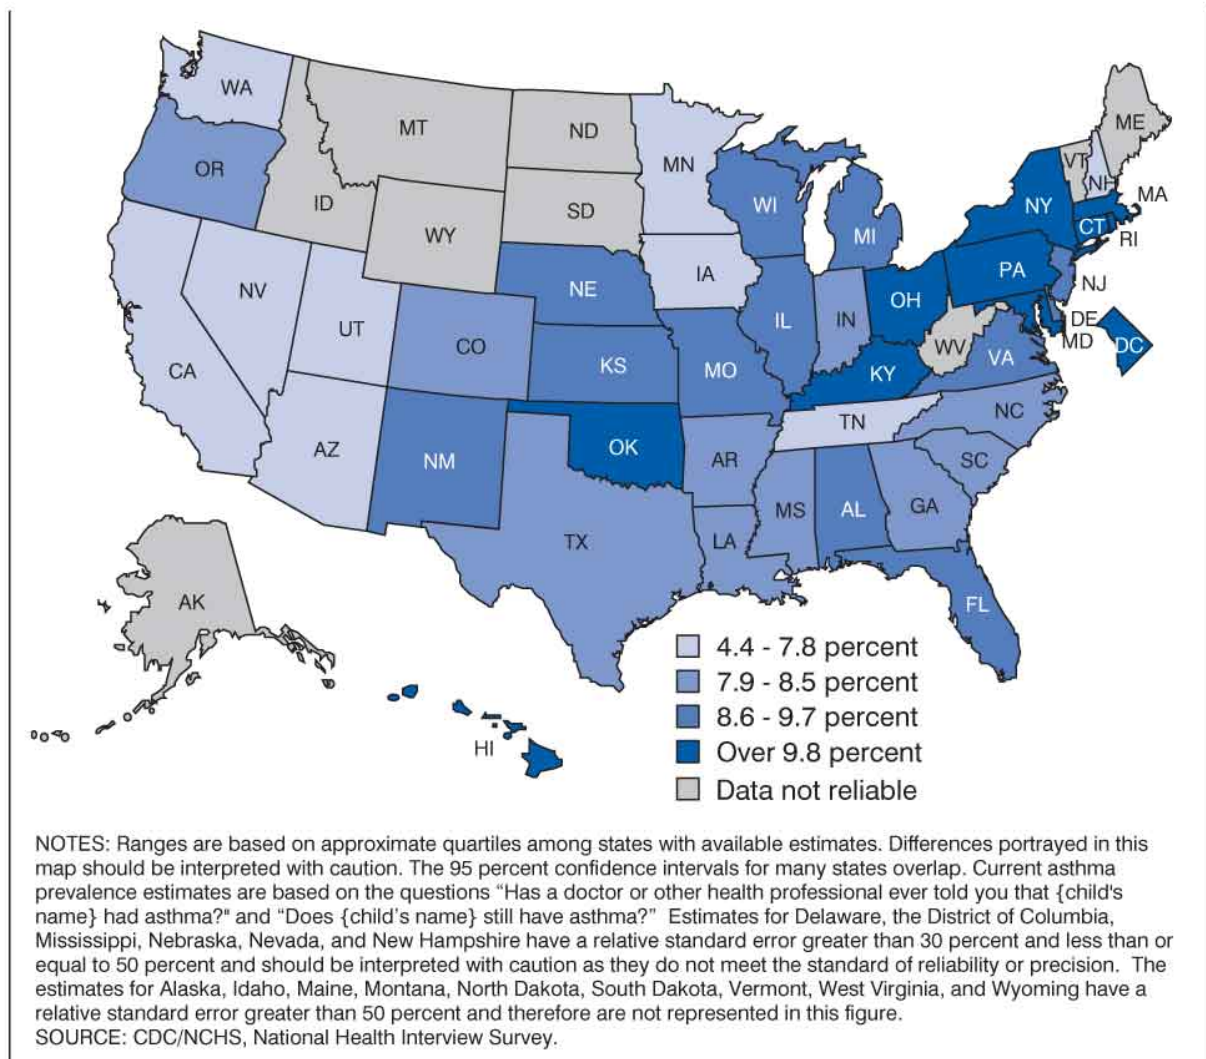 WA
MT
ND
MN
ME
VT
NH
OR
ID
SD
WI
NY
MA
WY
MI
CT
RI
NV
UT
NE
IA
PA
NJ
CA
CO
IL
IN
OH
DE
MD
DC
WV
VA
KS
MO
KY
AZ
NM
OK
AR
TN
NC
SC
TX
LA
MS
AL
GA
FL
AK
HI
4.4 - 7.8 percent
7.9 - 8.5 percent
8.6 - 9.7 percent
Over 9.8 percent
Data not reliable
NOTES: Ranges are based on approximate quartiles among states with available estimates. Differences portrayed in this
map should be interpreted with caution. The 95 percent confidence intervals for many states overlap. Current asthma
prevalence estimates are based on the questions “Has a doctor or other health professional ever told you that {child's
name} had asthma?" and “Does {child’s name} still have asthma?” Estimates for Delaware, the District of Columbia,
Mississippi, Nebraska, Nevada, and New Hampshire have a relative standard error greater than 30 percent and less than or
equal to 50 percent and should be interpreted with caution as they do not meet the standard of reliability or precision. The
estimates for Alaska, Idaho, Maine, Montana, North Dakota, South Dakota, Vermont, West Virginia, and Wyoming have a
relative standard error greater than 50 percent and therefore are not represented in this figure.
SOURCE: CDC/NCHS, National Health Interview Survey.